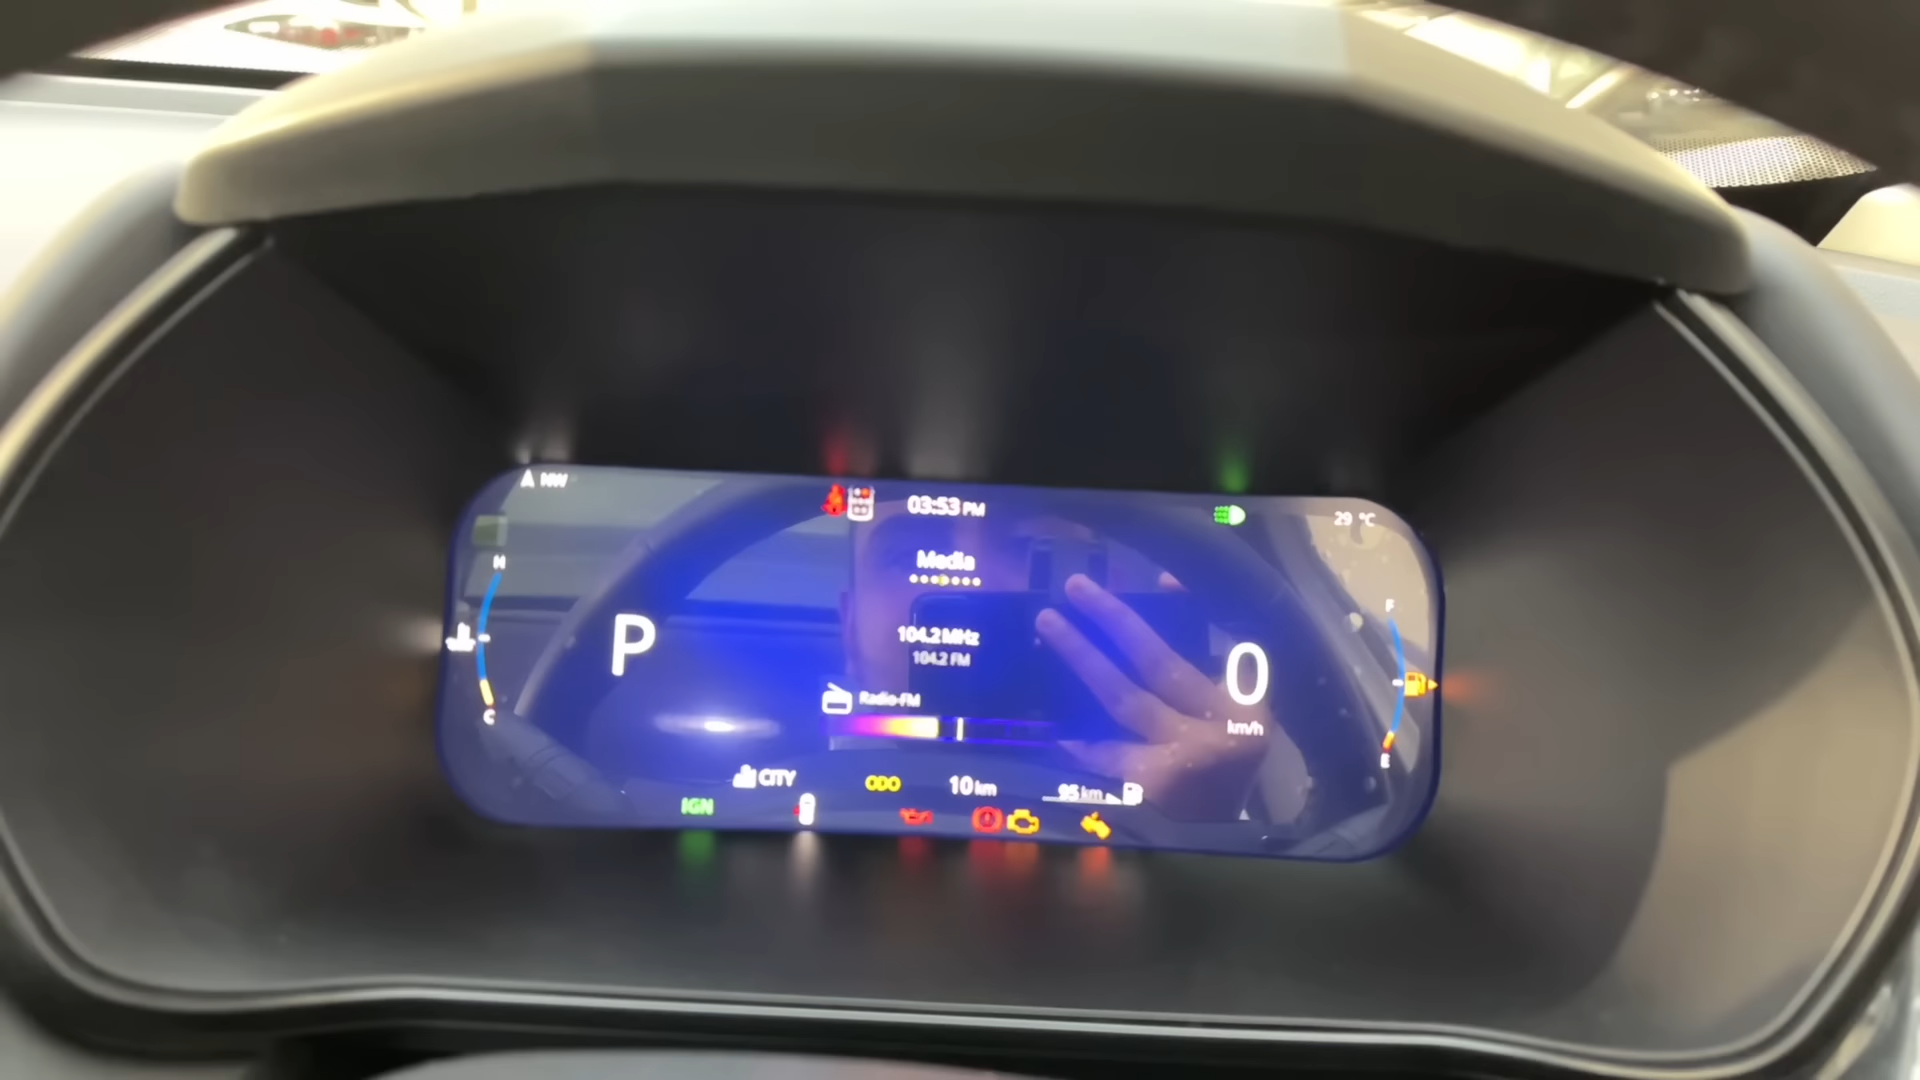 NW
03:53 PM
29 °C
Media
H
F
104.2 MHz
104.2 FM
P
0
km/h
Radio-FM
C
E
CITY
ODO
10 km
95 km
IGN